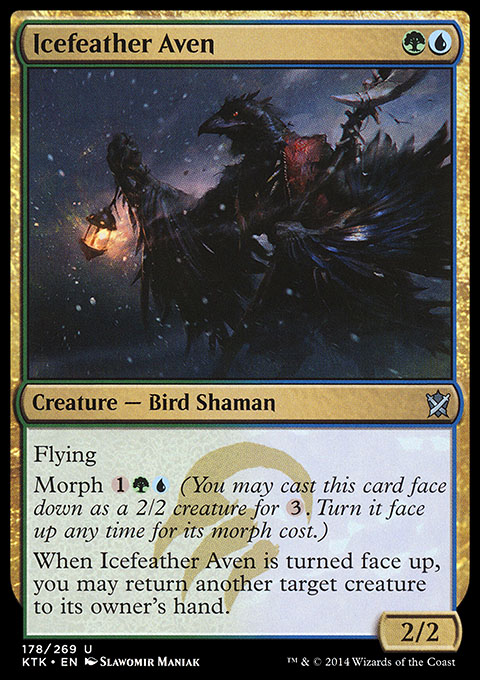 Icefeather Aven
Creature — Bird Shaman
Flying
Morph 1 (You may cast this card face
down as a 2/2 creature for 3. Turn it face
up any time for its morph cost.)
When Icefeather Aven is turned face up,
you may return another target creature
to its owner's hand.
2/2
178/269 U
KTK • EN Slawomir Maniak
™ & © 2014 Wizards of the Coast